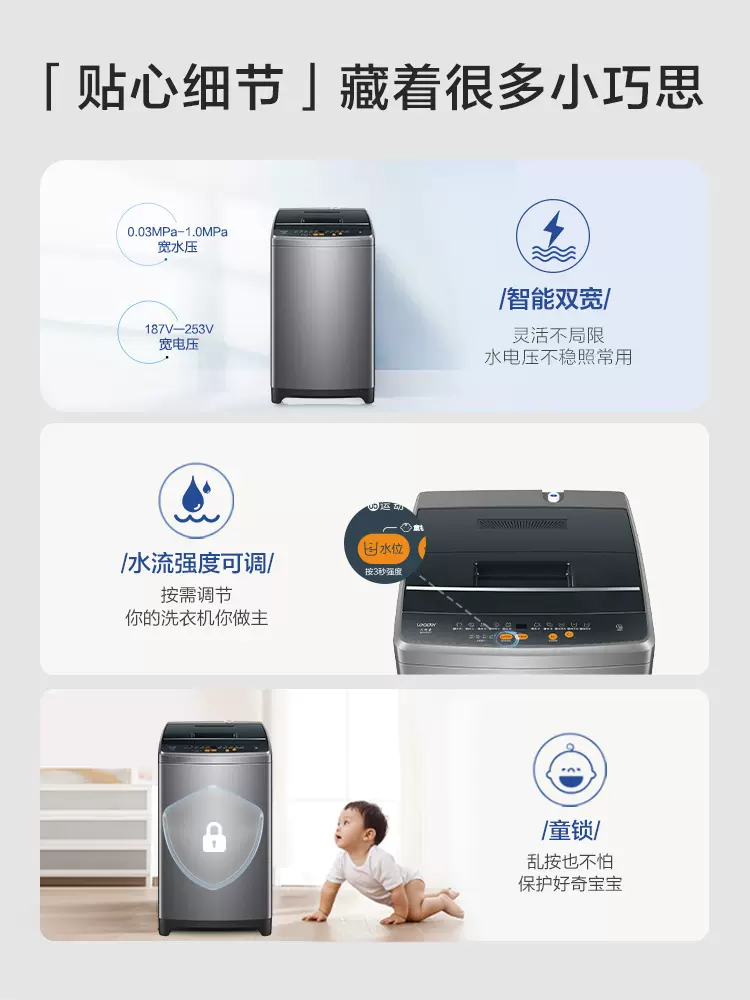 「贴心细节」藏着很多小巧思
0.03MPa-1.0MPa
宽水压
187V—253V
宽电压
/智能双宽/
灵活不局限
水电压不稳照常用
/水流强度可调/
按需调节
你的洗衣机你做主
运动
水位
按3秒强度
Leader
/童锁/
乱按也不怕
保护好奇宝宝